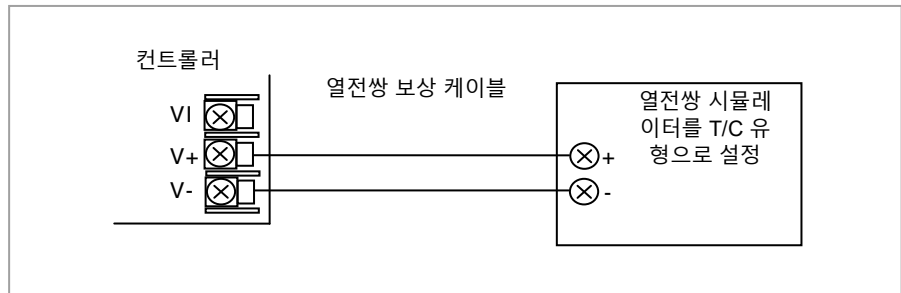 컨트롤러
열전쌍 보상 케이블
VI
V+
V-
+
-
열전쌍 시뮬레
이터를 T/C 유
형으로 설정